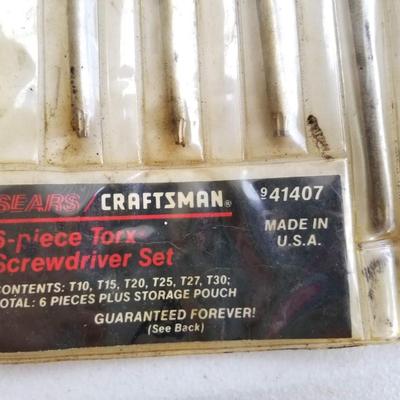 SEARS / CRAFTSMAN® 941407
6-piece Torx MADE IN
Screwdriver Set U.S.A.
CONTENTS: T10, T15, T20, T25, T27, T30;
TOTAL: 6 PIECES PLUS STORAGE POUCH
GUARANTEED FOREVER!
(See Back)